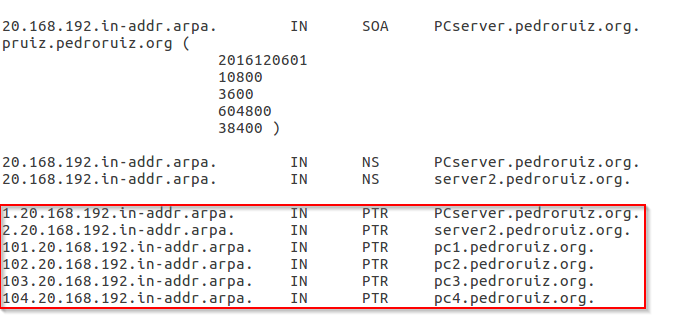 20.168.192.in-addr.arpa. IN SOA PCserver.pedroruiz.org.
pruiz.pedroruiz.org (
2016120601
10800
3600
604800
38400 )
20.168.192.in-addr.arpa. IN NS PCserver.pedroruiz.org.
20.168.192.in-addr.arpa. IN NS server2.pedroruiz.org.
1.20.168.192.in-addr.arpa. IN PTR PCserver.pedroruiz.org.
2.20.168.192.in-addr.arpa. IN PTR server2.pedroruiz.org.
101.20.168.192.in-addr.arpa. IN PTR pc1.pedroruiz.org.
102.20.168.192.in-addr.arpa. IN PTR pc2.pedroruiz.org.
103.20.168.192.in-addr.arpa. IN PTR pc3.pedroruiz.org.
104.20.168.192.in-addr.arpa. IN PTR pc4.pedroruiz.org.